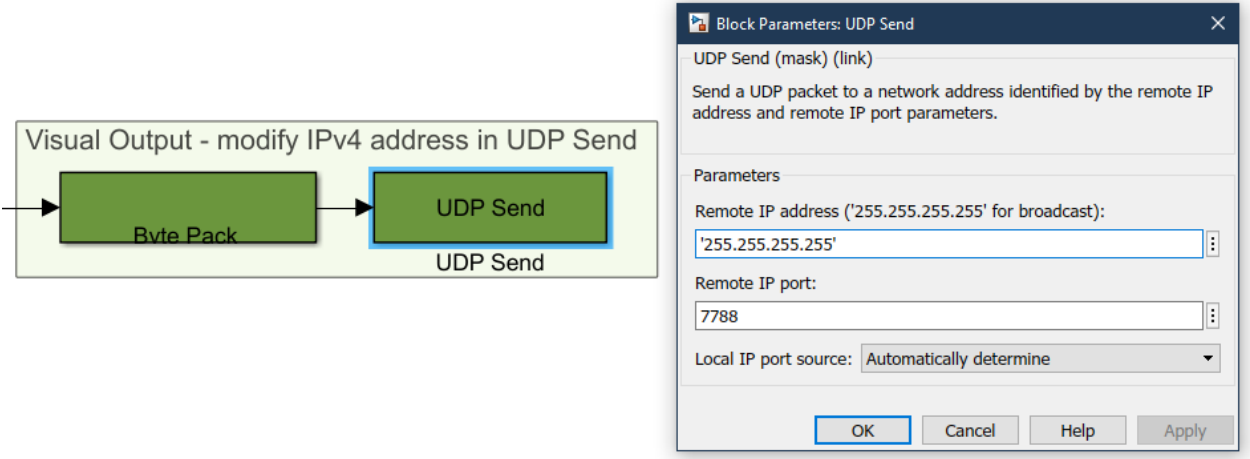 Visual Output - modify IPv4 address in UDP Send
Byte Pack
UDP Send
UDP Send
Block Parameters: UDP Send
UDP Send (mask) (link)
Send a UDP packet to a network address identified by the remote IP
address and remote IP port parameters.
Parameters
Remote IP address ('255.255.255.255' for broadcast):
'255.255.255.255'
Remote IP port:
7788
Local IP port source: Automatically determine
OK Cancel Help Apply